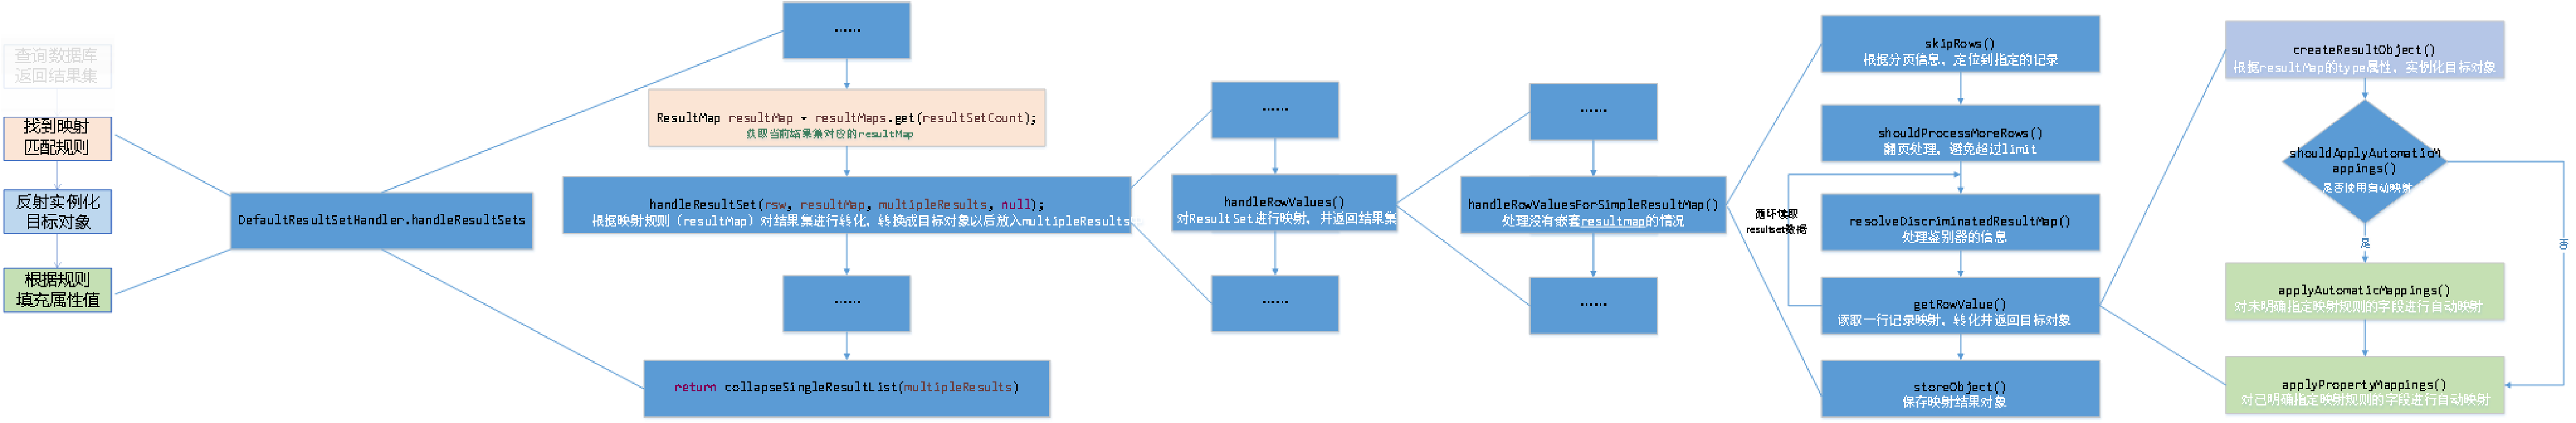 查询数据库
返回结果集
找到映射
匹配规则
反射实例化
目标对象
根据规则
填充属性值
DefaultResultSetHandler.handleResultSets
......
ResultMap resultMap = resultMaps.get(resultSetCount);
获取当前结果集对应的resultMap
handleResultSet(rsw, resultMap, multipleResults, null);
根据映射规则（resultMap）对结果集进行转化，转换成目标对象以后放入multipleResults中
......
return collapseSingleResultList(multipleResults)
......
handleRowValues()
对ResultSet进行映射，并返回结果集
......
......
handleRowValuesForSimpleResultMap()
处理没有嵌套resultmap的情况
......
skipRows()
根据分页信息，定位到指定的记录
shouldProcessMoreRows()
翻页处理，避免超过limit
循环读取
resultset数据
resolveDiscriminatedResultMap()
处理鉴别器的信息
getRowValue()
读取一行记录映射，转化并返回目标对象
storeObject()
保存映射结果对象
createResultObject()
根据resultMap的type属性，实例化目标对象
shouldApplyAutomaticM
appings()
是否使用自动映射
是
否
applyAutomaticMappings()
对未明确指定映射规则的字段进行自动映射
applyPropertyMappings()
对已明确指定映射规则的字段进行自动映射